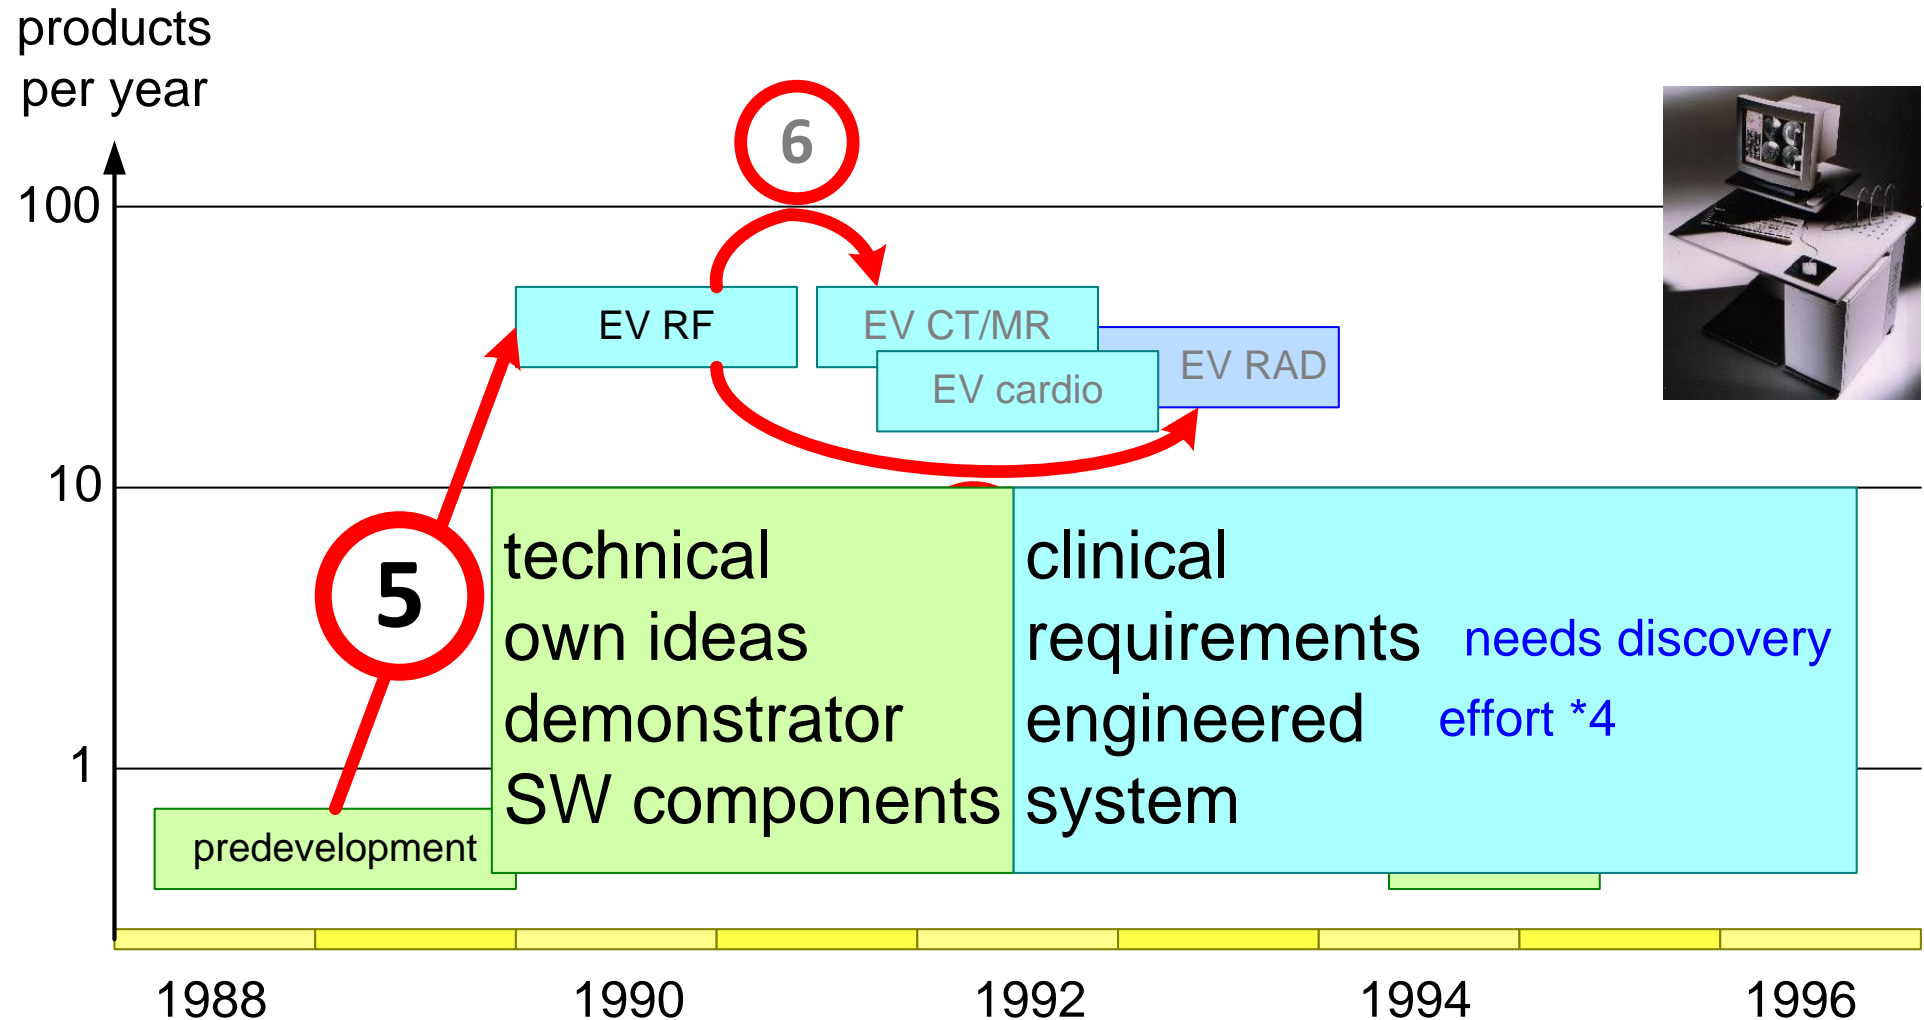 products
per year
6
100
EV RF
EV CT/MR
EV RAD
EV cardio
10
5
technical
own ideas
demonstrator
SW components
clinical
requirements needs discovery
engineered effort *4
system
1
predevelopment
1988 1990 1992 1994 1996